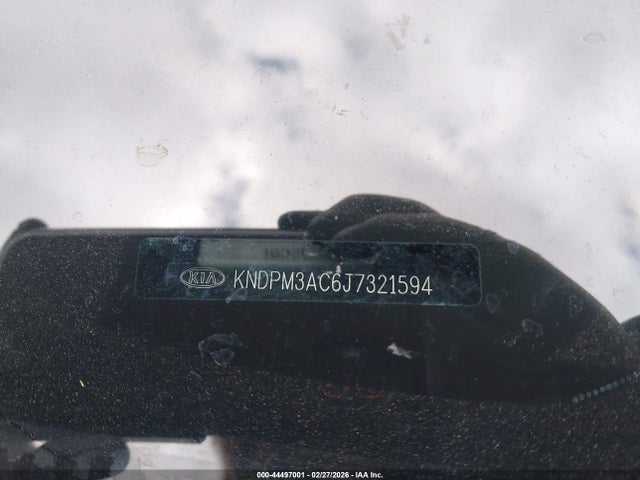 KIA KNDPM3AC6J7321594
000-44497001 | 02/27/2026 | IAA Inc.